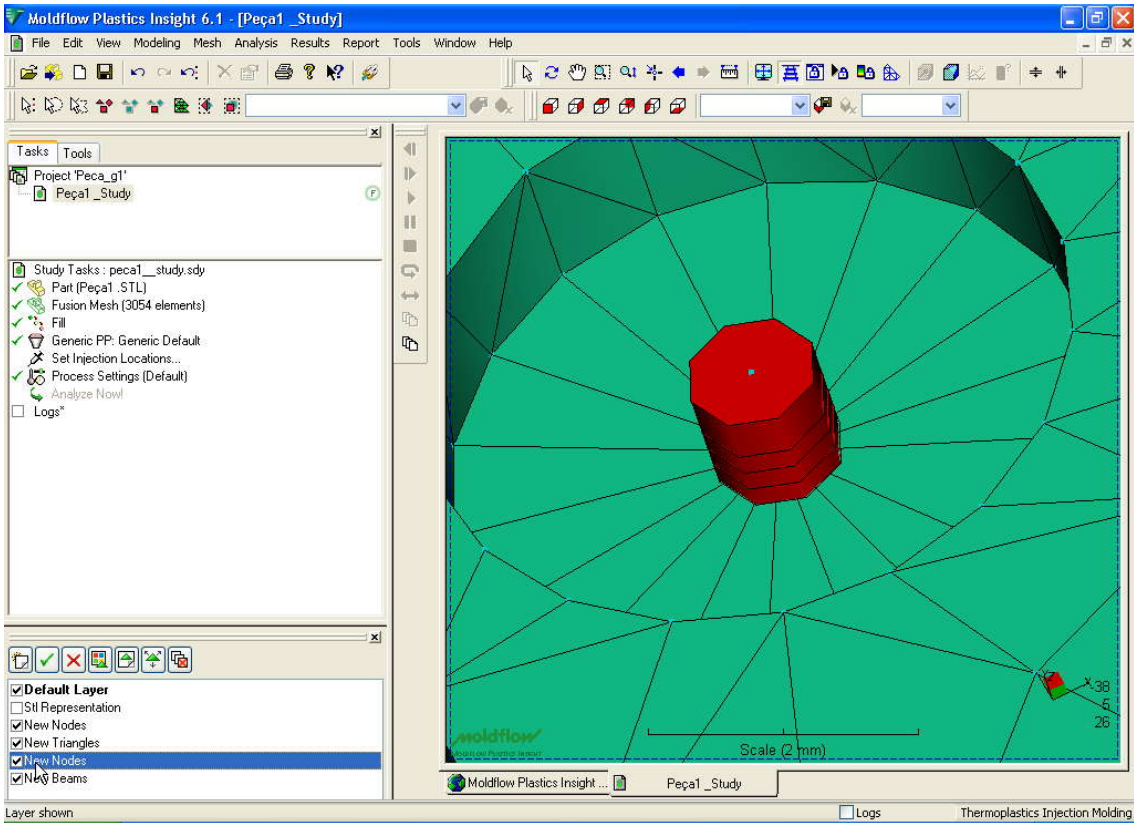 Moldflow Plastics Insight 6.1 - [Peça1 _Study]
File Edit View Modeling Mesh Analysis Results Report Tools Window Help
Tasks Tools
Project 'Peca_g1'
Peça1 _Study
F
Study Tasks : peca1__study.sdy
Part (Peça1 .STL)
Fusion Mesh (3054 elements)
Fill
Generic PP: Generic Default
Set Injection Locations...
Process Settings (Default)
Analyze Now!
Logs*
Default Layer
Stl Representation
New Nodes
New Triangles
New Nodes
New Beams
-38
5
26
moldflow
Scale (2 mm)
Moldflow Plastics Insight ...
Peça1 _Study
Layer shown
Logs
Thermoplastics Injection Molding